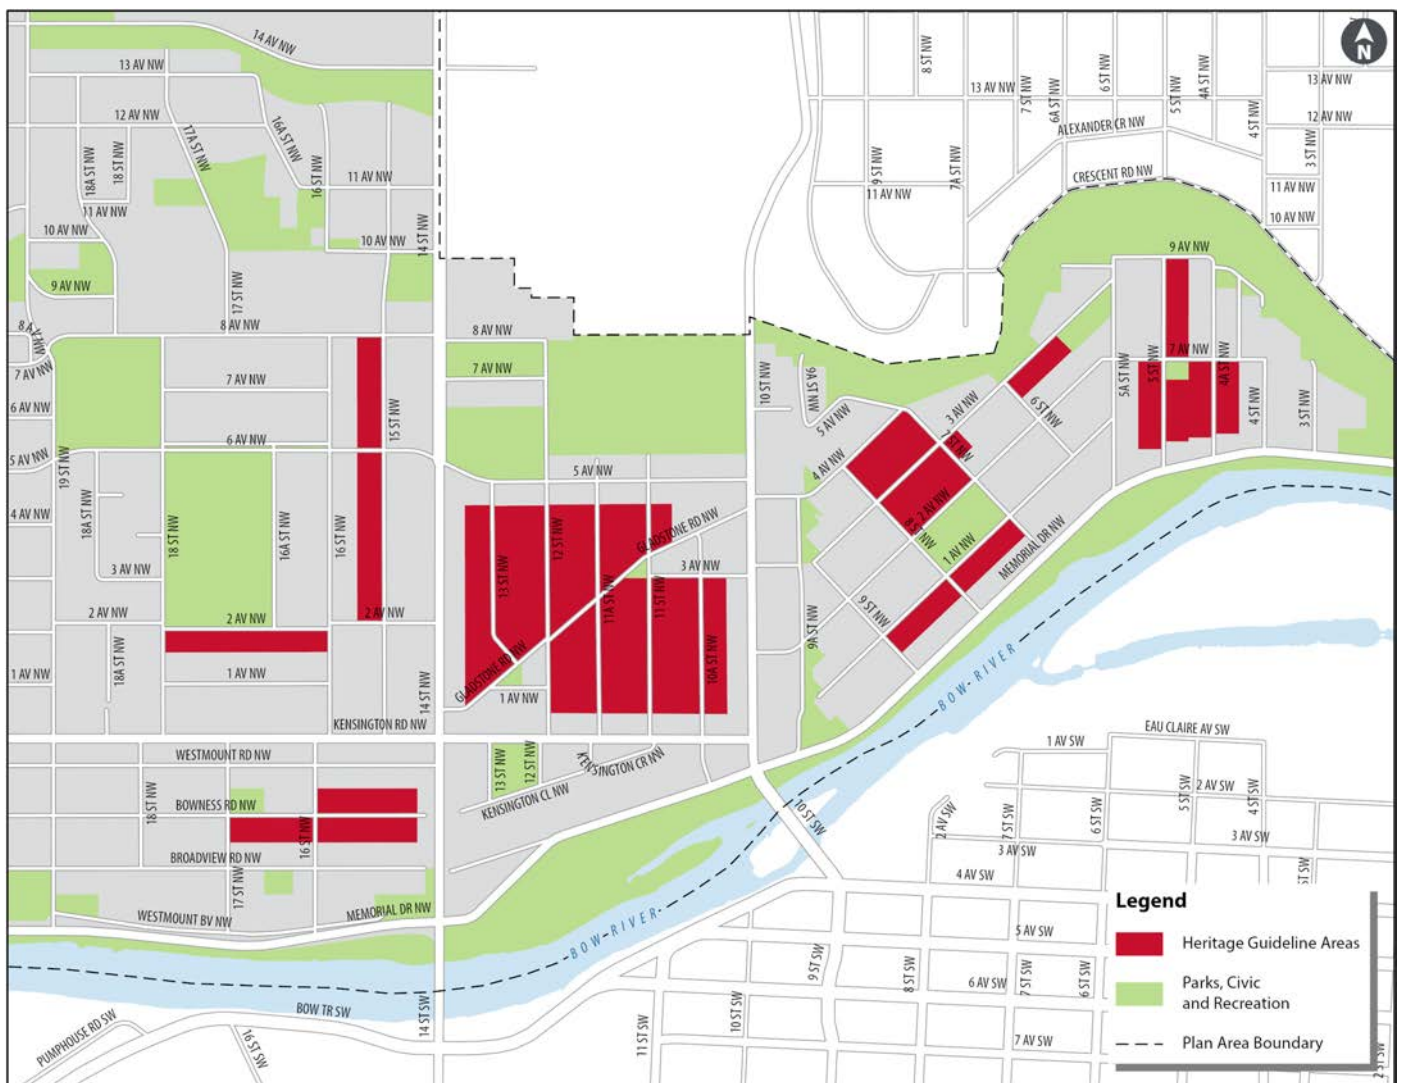 14 AV NW
13 AV NW
12 AV NW
17A ST NW
16A ST NW
16 ST NW
18A ST NW
18 ST NW
11 AV NW
11 AV NW
10 AV NW
10 AV NW
14 ST NW
9 AV NW
17 ST NW
8 AV NW
8 AV NW
7 AV NW
7 AV NW
7 AV NW
6 AV NW
6 AV NW
15 ST NW
5 AV NW
19 ST NW
5 AV NW
4 AV NW
18A ST NW
18 ST NW
16A ST NW
16 ST NW
3 AV NW
2 AV NW
2 AV NW
2 AV NW
18A ST NW
1 AV NW
1 AV NW
14 ST NW
KENSINGTON RD NW
WESTMOUNT RD NW
18 ST NW
BOWNESS RD NW
16 ST NW
BROADVIEW RD NW
17 ST NW
WESTMOUNT BV NW
MEMORIAL DR NW
13 ST NW
12 ST NW
11A ST NW
11 ST NW
10A ST NW
GLADSTONE RD NW
GLADSTONE RD NW
3 AV NW
1 AV NW
13 ST NW
12 ST NW
KENSINGTON CR NW
KENSINGTON CL NW
10 ST NW
9A ST NW
9A ST NW
5 AV NW
4 AV NW
3 AV NW
7 ST NW
6 ST NW
2 AV NW
8 ST NW
1 AV NW
9 ST NW
MEMORIAL DR NW
8 ST NW
13 AV NW
7 ST NW
6A ST NW
6 ST NW
5 ST NW
4A ST NW
4 ST NW
13 AV NW
12 AV NW
3 ST NW
ALEXANDER CR NW
CRESCENT RD NW
9 ST NW
11 AV NW
7A ST NW
11 AV NW
10 AV NW
9 AV NW
7 AV NW
5A ST NW
5 ST NW
4A ST NW
4 ST NW
3 ST NW
BOW RIVER
BOW RIVER
BOW TR SW
PUMPHOUSE RD SW
16 ST SW
14 ST SW
10 ST SW
1 AV SW
EAU CLAIRE AV SW
2 AV SW
2 AV SW
7 ST SW
6 ST SW
5 ST SW
4 ST SW
3 AV SW
3 AV SW
4 AV SW
ST SW
5 AV SW
9 ST SW
8 ST SW
6 AV SW
7 ST SW
6 ST SW
11 ST SW
10 ST SW
7 AV SW
2 ST SW
N
Legend
Heritage Guideline Areas
Parks, Civic
and Recreation
Plan Area Boundary